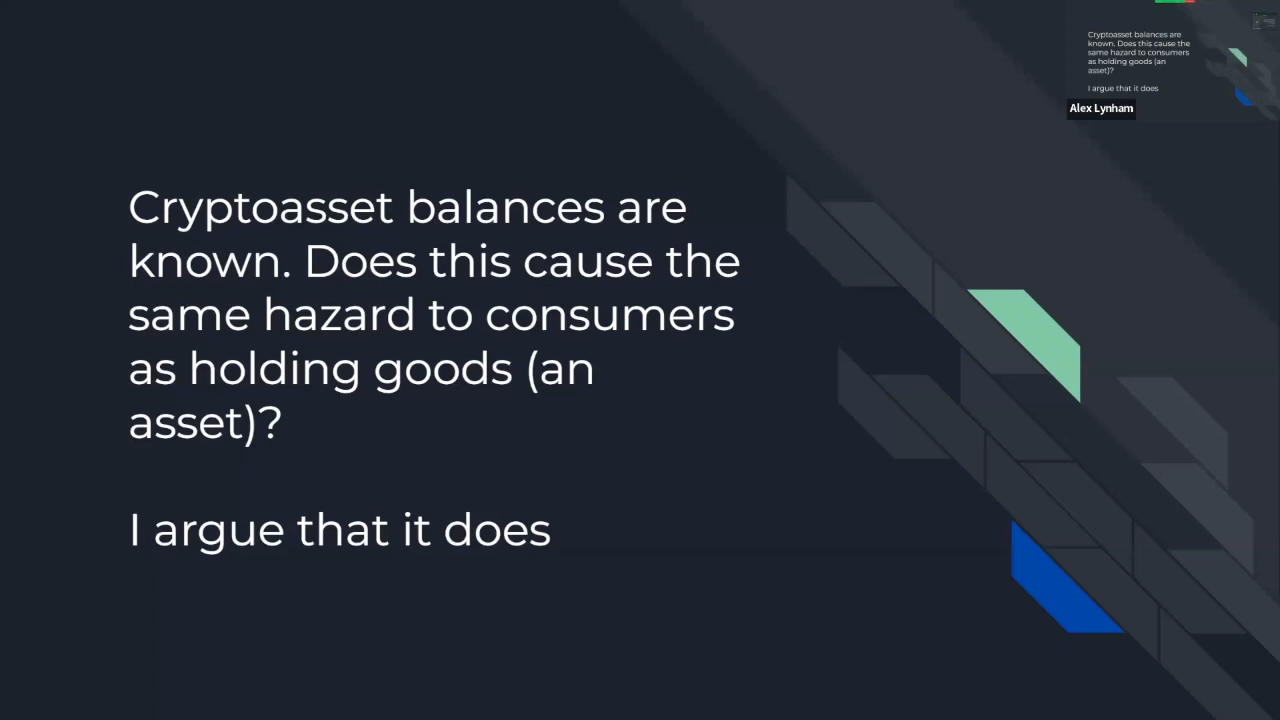 Cryptoasset balances are
known. Does this cause the
same hazard to consumers
as holding goods (an
asset)?
I argue that it does
Cryptoasset balances are
known. Does this cause the
same hazard to consumers
as holding goods (an
asset)?
I argue that it does
Alex Lynham